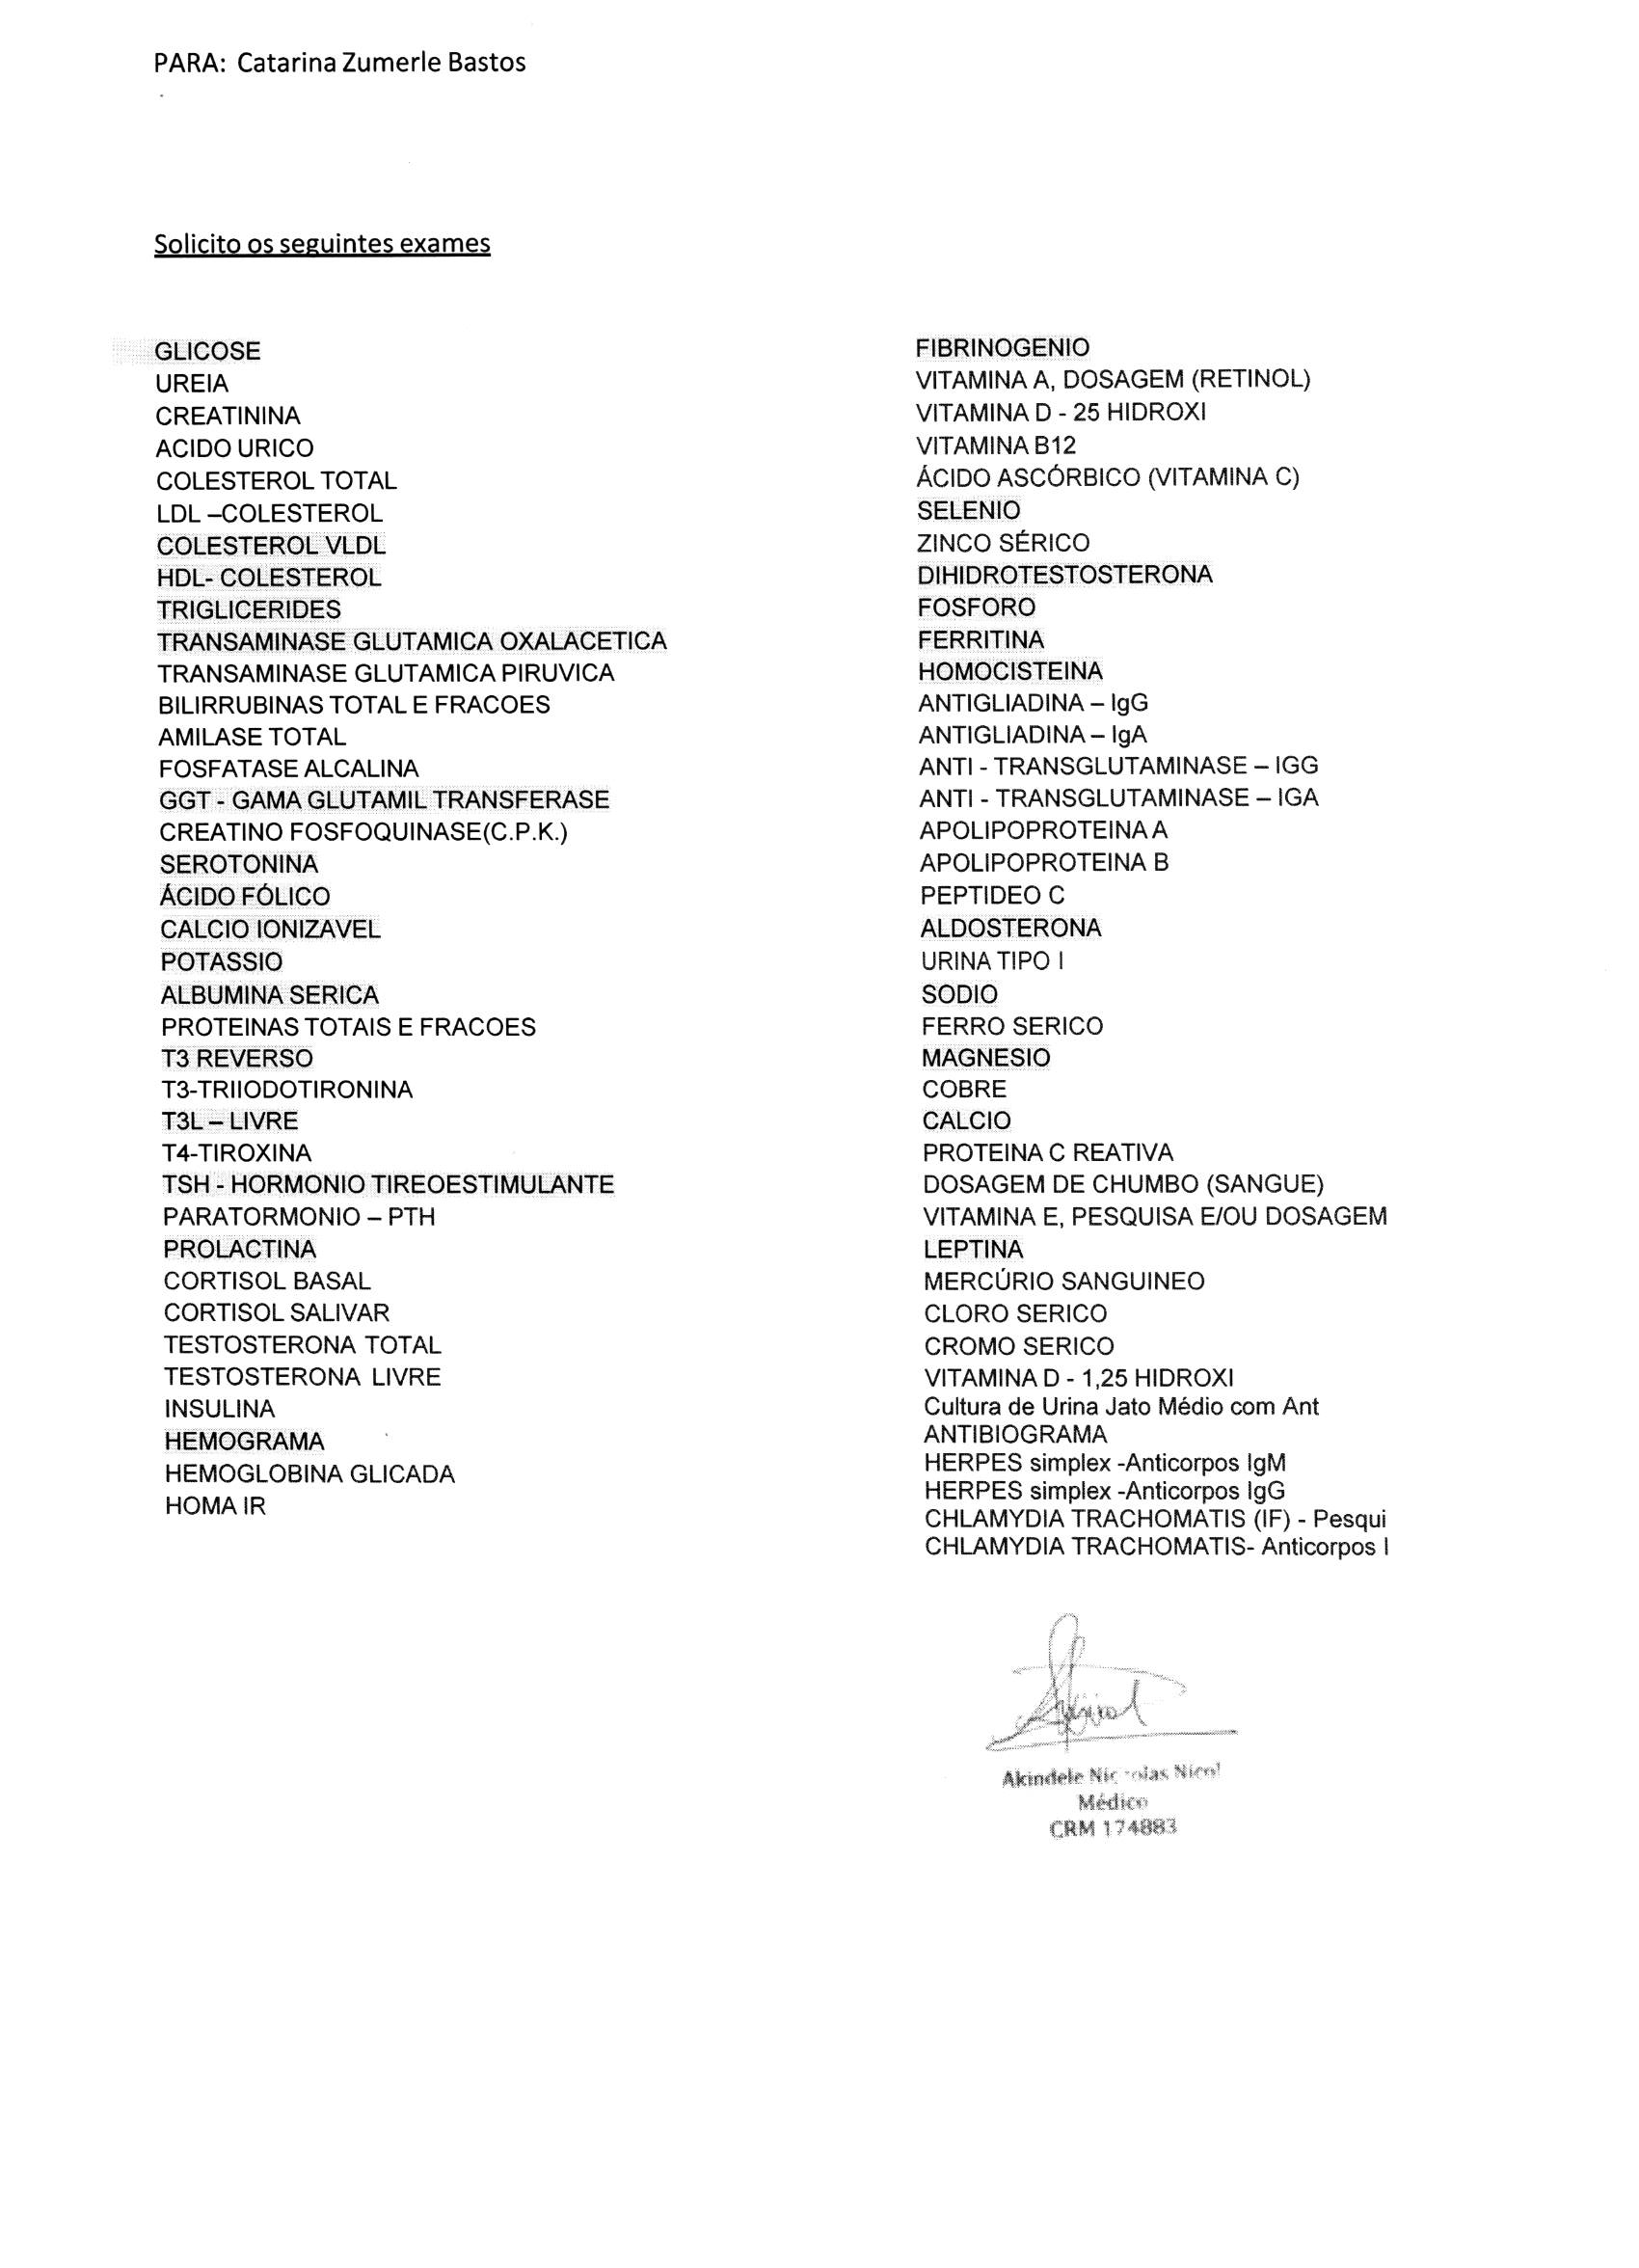 PARA: Catarina Zumerle Bastos
Solicito os seguintes exames
GLICOSE
UREIA
CREATININA
ACIDO URICO
COLESTEROL TOTAL
LDL –COLESTEROL
COLESTEROL VLDL
HDL- COLESTEROL
TRIGLICERIDES
TRANSAMINASE GLUTAMICA OXALACETICA
TRANSAMINASE GLUTAMICA PIRUVICA
BILIRRUBINAS TOTAL E FRACOES
AMILASE TOTAL
FOSFATASE ALCALINA
GGT - GAMA GLUTAMIL TRANSFERASE
CREATINO FOSFOQUINASE(C.P.K.)
SEROTONINA
ÁCIDO FÓLICO
CALCIO IONIZAVEL
POTASSIO
ALBUMINA SERICA
PROTEINAS TOTAIS E FRACOES
T3 REVERSO
T3-TRIIODOTIRONINA
T3L – LIVRE
T4-TIROXINA
TSH - HORMONIO TIREOESTIMULANTE
PARATORMONIO – PTH
PROLACTINA
CORTISOL BASAL
CORTISOL SALIVAR
TESTOSTERONA TOTAL
TESTOSTERONA LIVRE
INSULINA
HEMOGRAMA
HEMOGLOBINA GLICADA
HOMA IR
FIBRINOGENIO
VITAMINA A, DOSAGEM (RETINOL)
VITAMINA D - 25 HIDROXI
VITAMINA B12
ÁCIDO ASCÓRBICO (VITAMINA C)
SELENIO
ZINCO SÉRICO
DIHIDROTESTOSTERONA
FOSFORO
FERRITINA
HOMOCISTEINA
ANTIGLIADINA – IgG
ANTIGLIADINA – IgA
ANTI - TRANSGLUTAMINASE – IGG
ANTI - TRANSGLUTAMINASE – IGA
APOLIPOPROTEINA A
APOLIPOPROTEINA B
PEPTIDEO C
ALDOSTERONA
URINA TIPO I
SODIO
FERRO SERICO
MAGNESIO
COBRE
CALCIO
PROTEINA C REATIVA
DOSAGEM DE CHUMBO (SANGUE)
VITAMINA E, PESQUISA E/OU DOSAGEM
LEPTINA
MERCÚRIO SANGUINEO
CLORO SERICO
CROMO SERICO
VITAMINA D - 1,25 HIDROXI
Cultura de Urina Jato Médio com Ant
ANTIBIOGRAMA
HERPES simplex -Anticorpos IgM
HERPES simplex -Anticorpos IgG
CHLAMYDIA TRACHOMATIS (IF) - Pesqui
CHLAMYDIA TRACHOMATIS- Anticorpos I
Akindele
Médico
CRM 174883